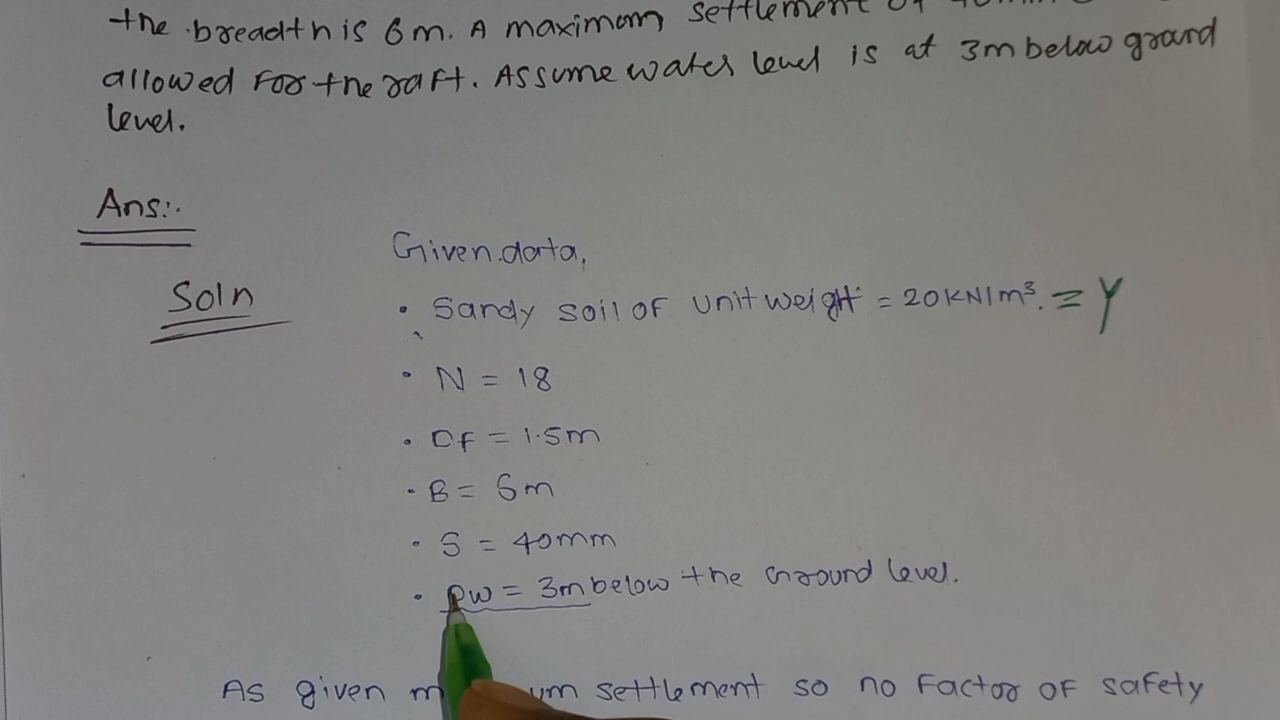 the breadth is 6m. A maximum settlement of
allowed for the raft. Assume water level is at 3m below ground
level.
Ans:.
Soln
Given data,
• Sandy soil of unit weight = 20KN/m³. = γ
• N = 18
• Df = 1.5m
• B = 6m
• S = 40mm
• Dw = 3m below the Ground level.
As given settlement so no Factor of safety